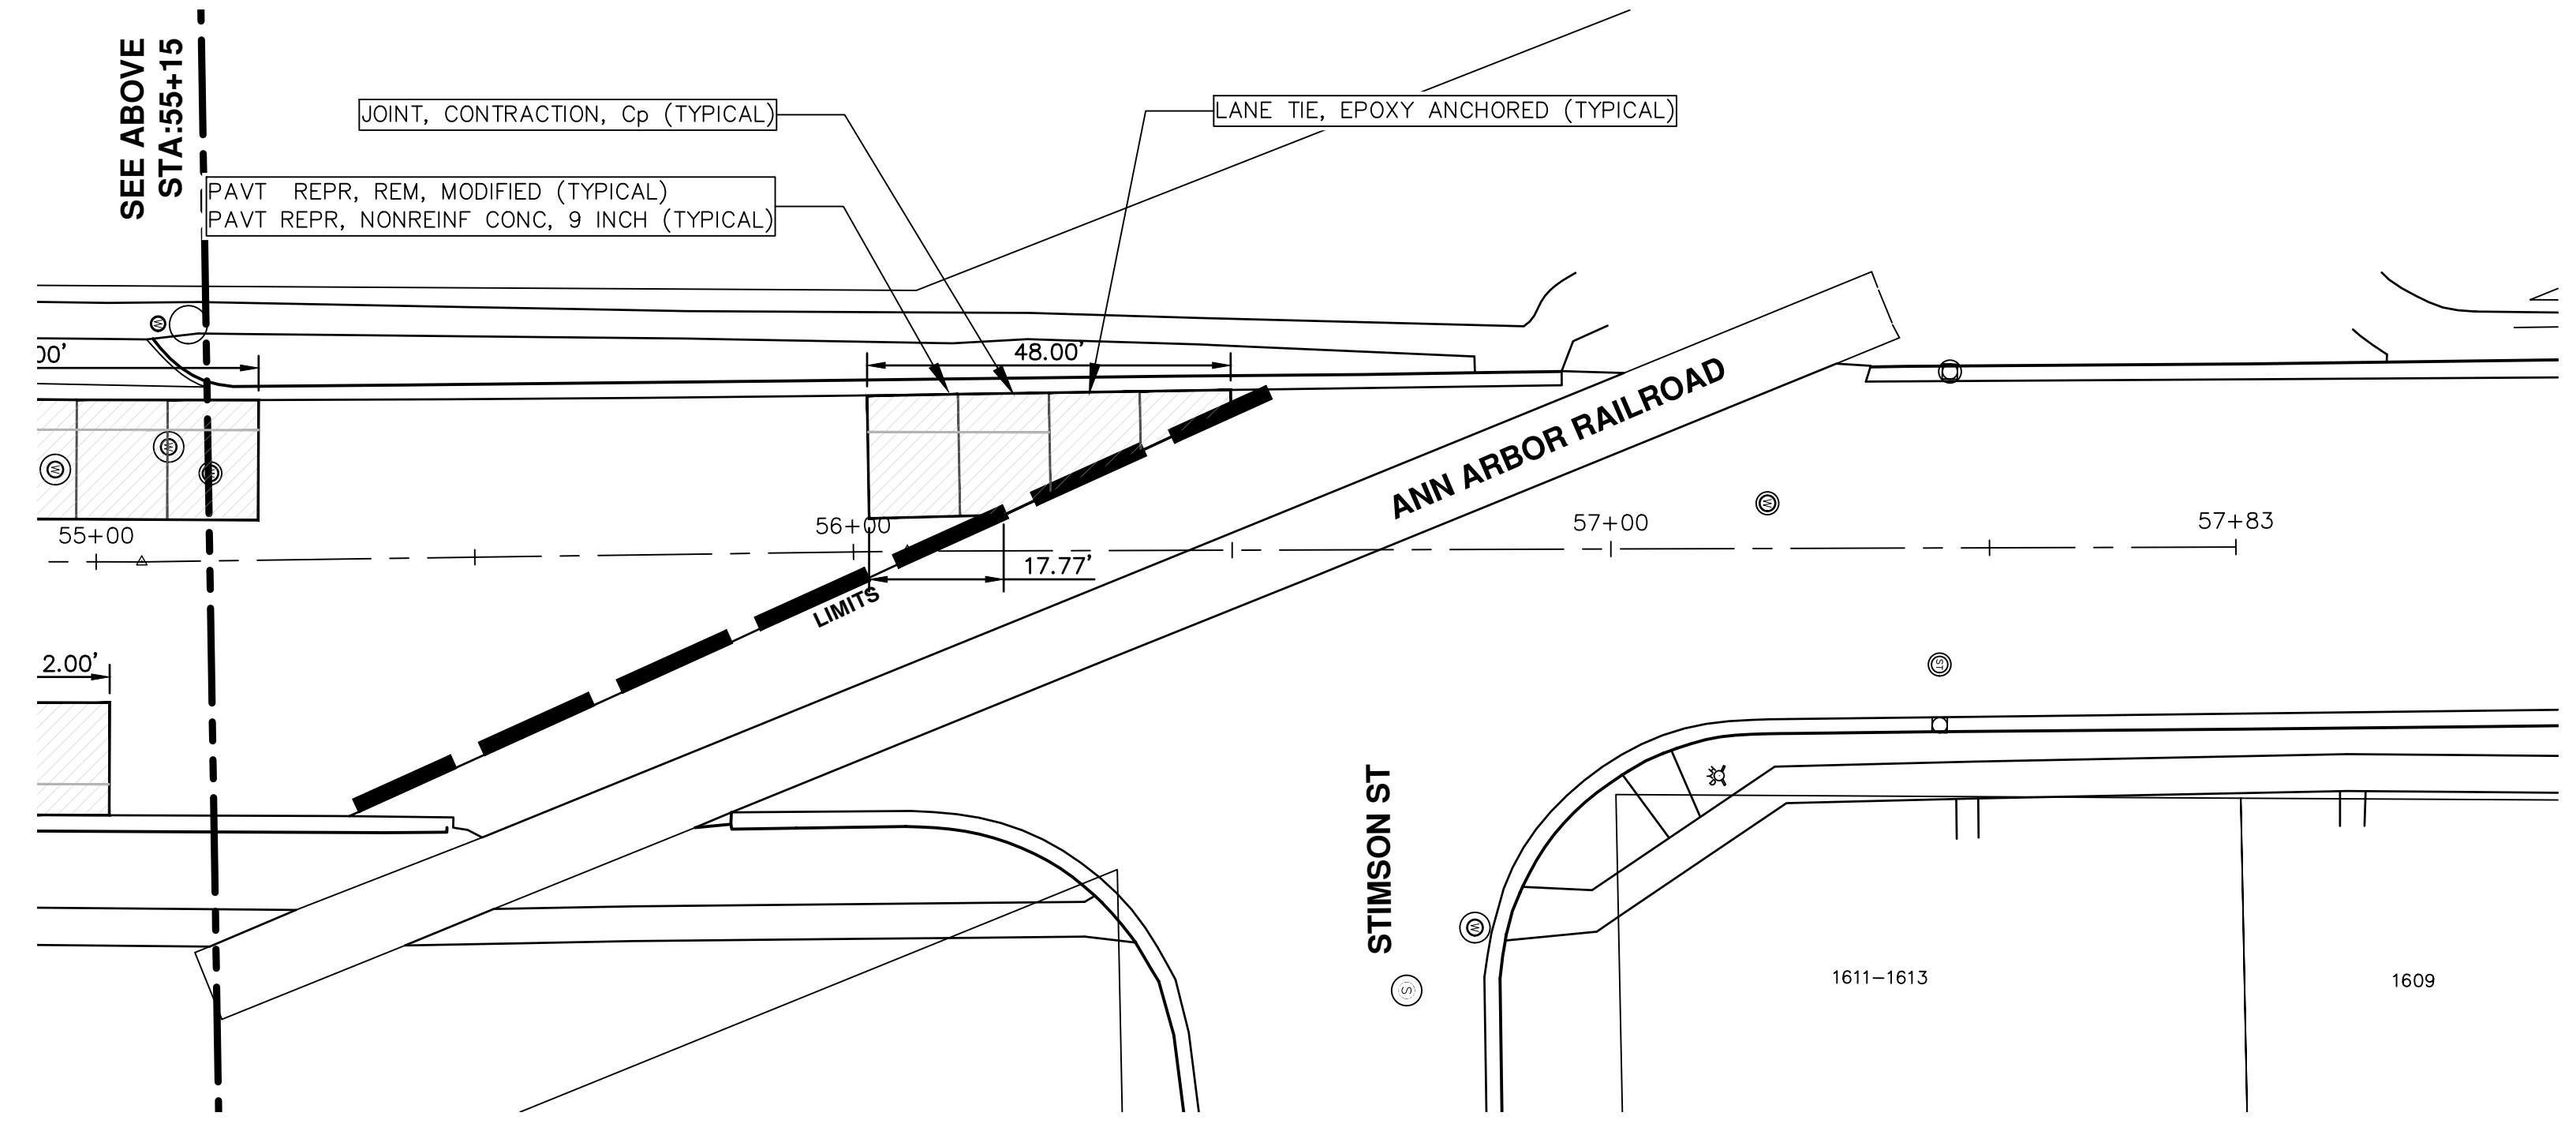 SEE ABOVE
STA:55+15
JOINT, CONTRACTION, Cp (TYPICAL)
LANE TIE, EPOXY ANCHORED (TYPICAL)
PAVT REPR, REM, MODIFIED (TYPICAL)
PAVT REPR, NONREINF CONC, 9 INCH (TYPICAL)
W
00'
48.00'
ANN ARBOR RAILROAD
W
W
W
W
55+00
56+00
57+00
57+83
17.77'
LIMITS
2.00'
ST
STIMSON ST
W
S
1611-1613
1609